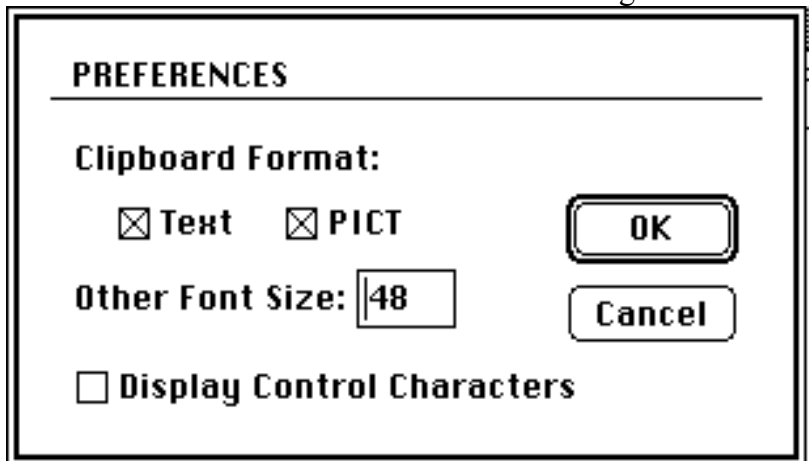 PREFERENCES
Clipboard Format:
Text PICT
OK
Other Font Size: 48
Cancel
Display Control Characters